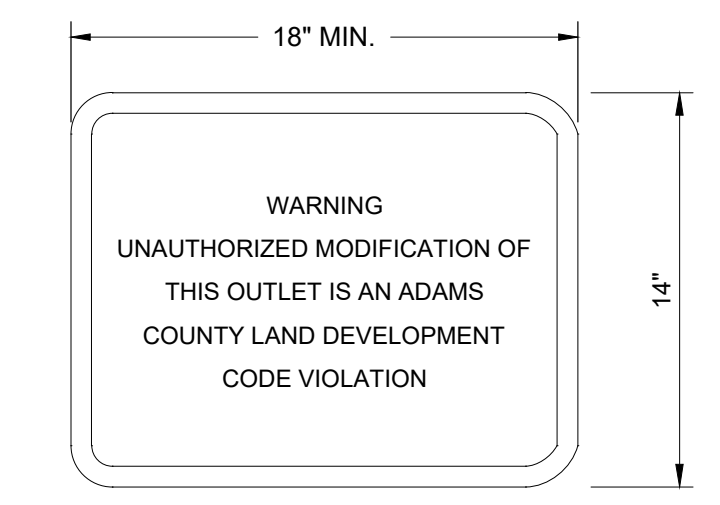 18" MIN.
WARNING
UNAUTHORIZED MODIFICATION OF
THIS OUTLET IS AN ADAMS
COUNTY LAND DEVELOPMENT
CODE VIOLATION
14"